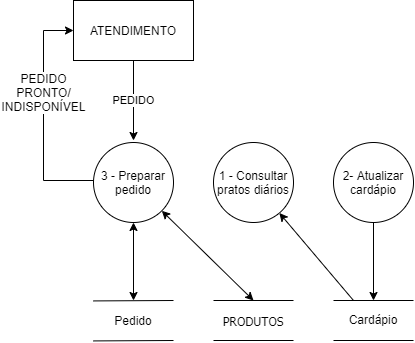 ATENDIMENTO
PEDIDO
PRONTO/
INDISPONÍVEL
PEDIDO
3 - Preparar
pedido
1 - Consultar
pratos diários
2- Atualizar
cardápio
Pedido
PRODUTOS
Cardápio